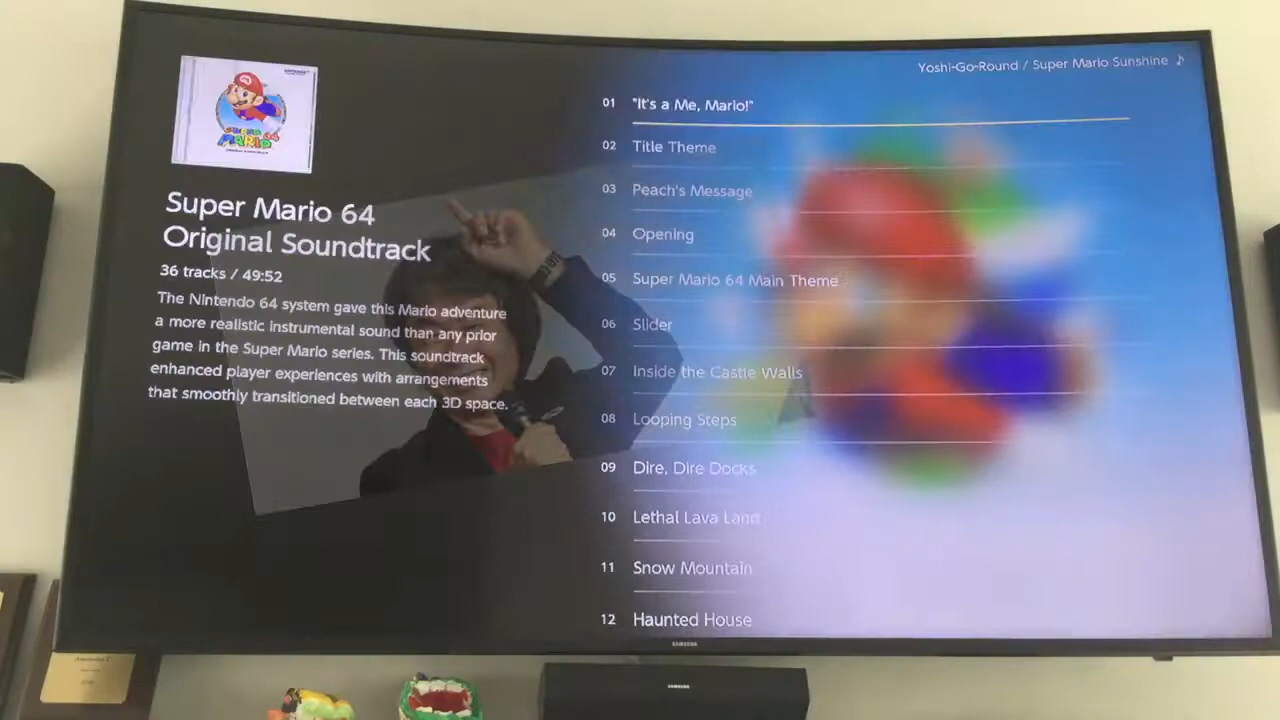 Yoshi-Go-Round / Super Mario Sunshine ♪
SUPER
MARIO 64
Super Mario 64
Original Soundtrack
36 tracks / 49:52
The Nintendo 64 system gave this Mario adventure
a more realistic instrumental sound than any prior
game in the Super Mario series. This soundtrack
enhanced player experiences with arrangements
that smoothly transitioned between each 3D space.
01 "It's a Me, Mario!"
02 Title Theme
03 Peach's Message
04 Opening
05 Super Mario 64 Main Theme
06 Slider
07 Inside the Castle Walls
08 Looping Steps
09 Dire, Dire Docks
10 Lethal Lava Land
11 Snow Mountain
12 Haunted House
SAMSUNG
SAMSUNG